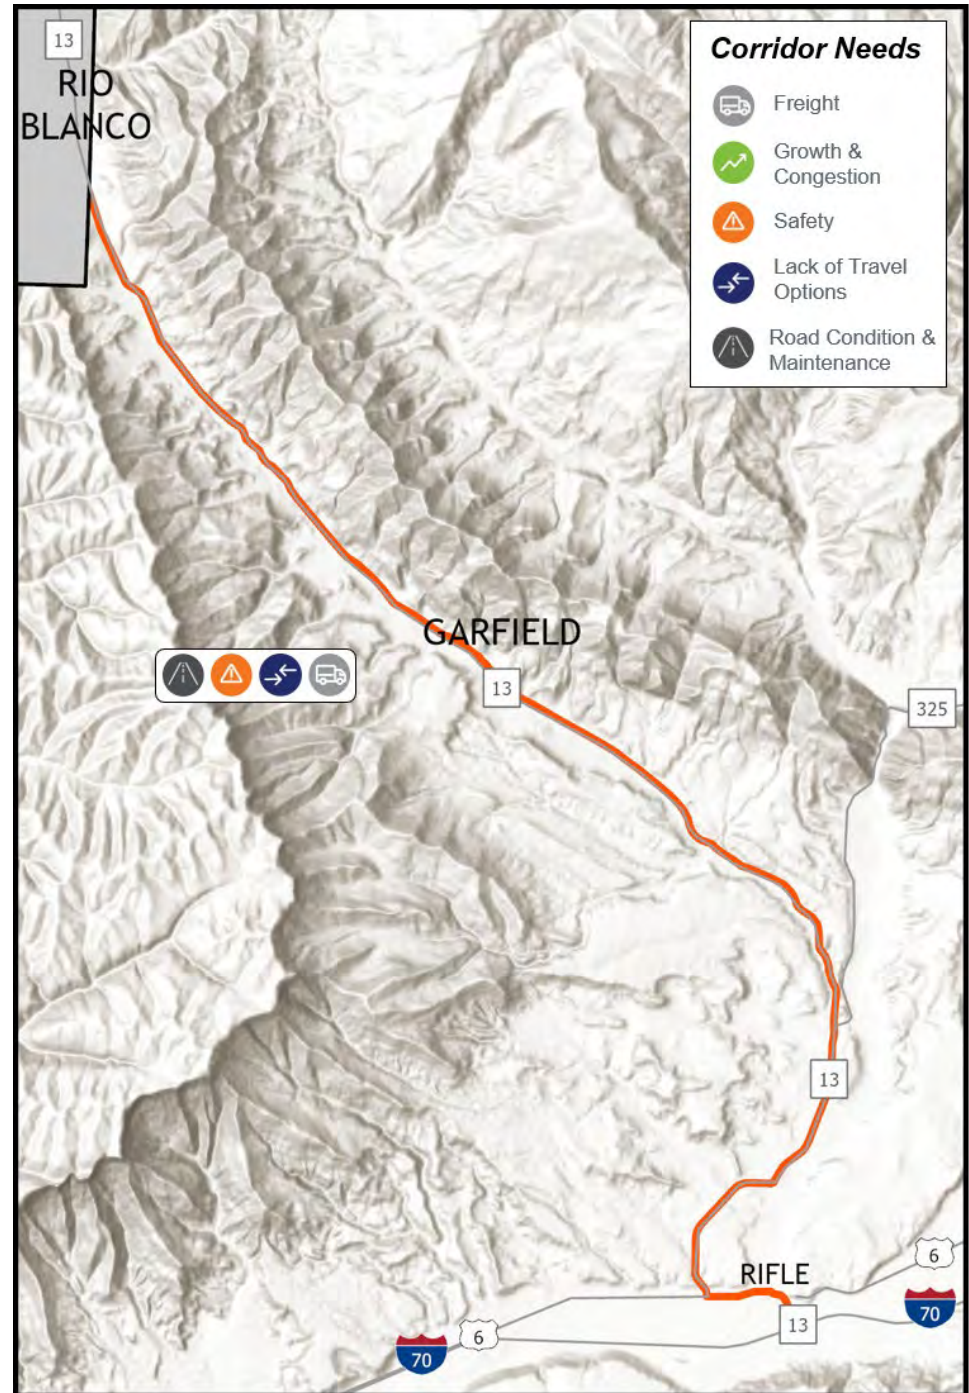 13
RIO
BLANCO
Corridor Needs
Freight
Growth &
Congestion
Safety
Lack of Travel
Options
Road Condition &
Maintenance
GARFIELD
13
325
13
6
RIFLE
70
13
6
70